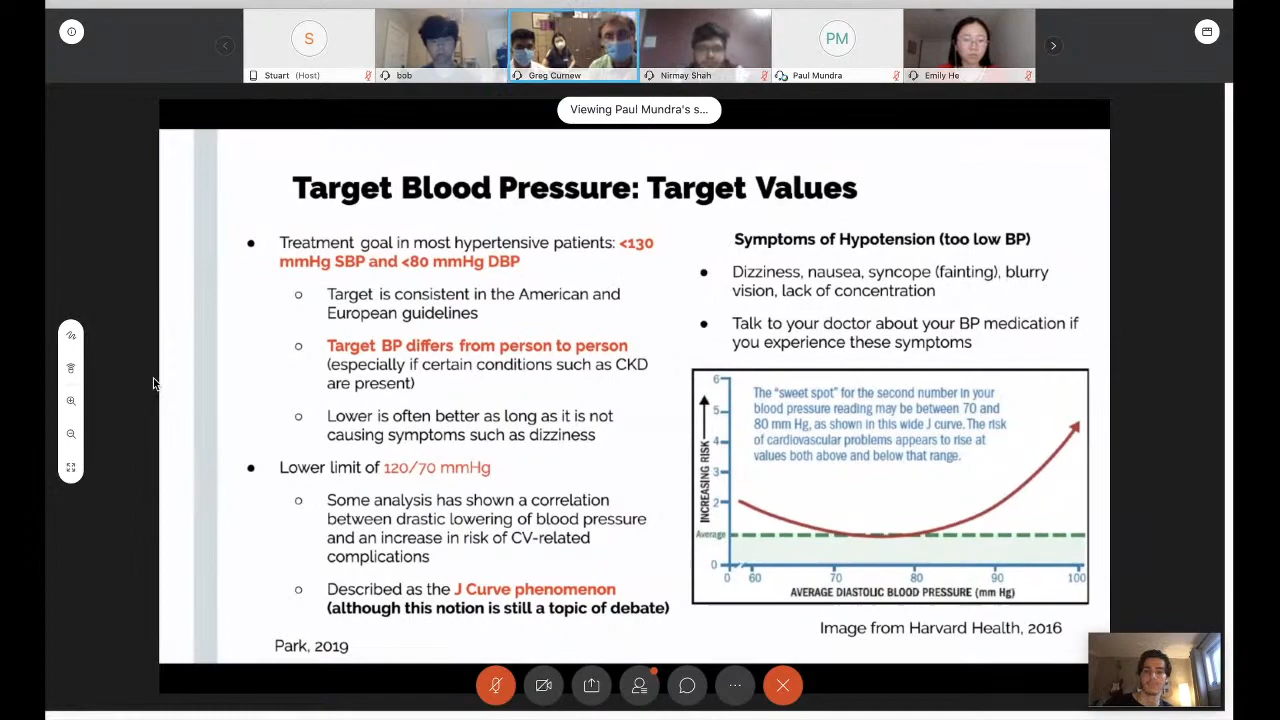 S
PM
Stuart (Host)
bob
Greg Curnew
Nirmay Shah
Paul Mundra
Emily He
Viewing Paul Mundra's s...
Target Blood Pressure: Target Values
Treatment goal in most hypertensive patients: <130
mmHg SBP and <80 mmHg DBP
Target is consistent in the American and
European guidelines
Target BP differs from person to person
(especially if certain conditions such as CKD
are present)
Lower is often better as long as it is not
causing symptoms such as dizziness
Lower limit of 120/70 mmHg
Some analysis has shown a correlation
between drastic lowering of blood pressure
and an increase in risk of CV-related
complications
Described as the J Curve phenomenon
(although this notion is still a topic of debate)
Park, 2019
Symptoms of Hypotension (too low BP)
Dizziness, nausea, syncope (fainting), blurry
vision, lack of concentration
Talk to your doctor about your BP medication if
you experience these symptoms
The “sweet spot” for the second number in your
blood pressure reading may be between 70 and
80 mm Hg, as shown in this wide J curve. The risk
of cardiovascular problems appears to rise at
values both above and below that range.
INCREASING RISK
6
5
4
3
2
Average
0
0 60 70 80 90 100
AVERAGE DIASTOLIC BLOOD PRESSURE (mm Hg)
Image from Harvard Health, 2016